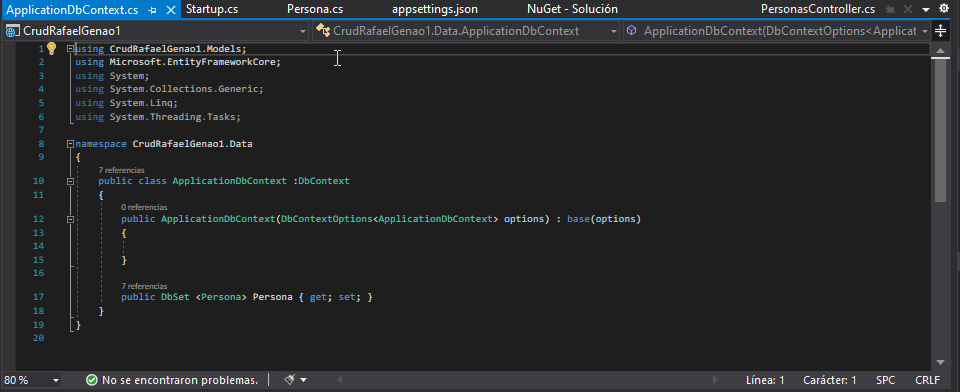 ApplicationDbContext.cs Startup.cs Persona.cs appsettings.json NuGet - Solución PersonasController.cs
CrudRafaelGenao1 CrudRafaelGenao1.Data.ApplicationDbContext ApplicationDbContext(DbContextOptions<Applicat
1 using CrudRafaelGenao1.Models;
2 using Microsoft.EntityFrameworkCore;
3 using System;
4 using System.Collections.Generic;
5 using System.Linq;
6 using System.Threading.Tasks;
7
8 namespace CrudRafaelGenao1.Data
9 {
7 referencias
10 public class ApplicationDbContext :DbContext
11 {
0 referencias
12 public ApplicationDbContext(DbContextOptions<ApplicationDbContext> options) : base(options)
13 {
14
15 }
16
7 referencias
17 public DbSet <Persona> Persona { get; set; }
18 }
19 }
20
80 % No se encontraron problemas. Línea: 1 Carácter: 1 SPC CRLF